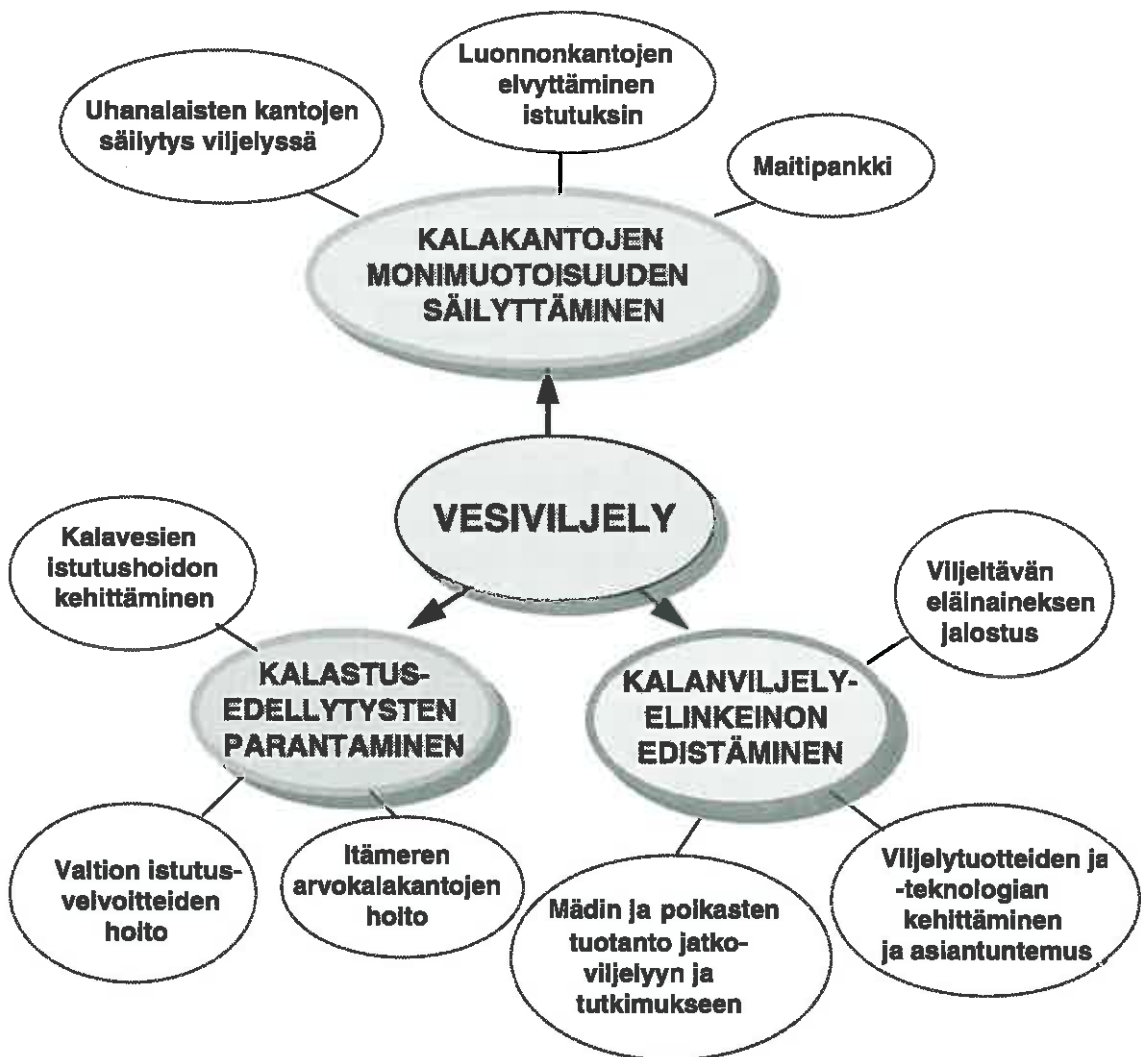 Luonnonkantojen
elvyttäminen
istutuksin
Uhanalaisten kantojen
säilytys viljelyssä
Maitipankki
KALAKANTOJEN
MONIMUOTOISUUDEN
SÄILYTTÄMINEN
VESIVILJELY
Kalavesien
istutushoidon
kehittäminen
Viljeltävän
eläinaineksen
jalostus
KALASTUS-
EDELLYTYSTEN
PARANTAMINEN
KALANVILJELY-
ELINKEINON
EDISTÄMINEN
Valtion istutus-
velvoitteiden
hoito
Itämeren
arvokalakantojen
hoito
Mädin ja poikasten
tuotanto jatko-
viljelyyn ja
tutkimukseen
Viljelytuotteiden ja
-teknologian
kehittäminen
ja asiantuntemus